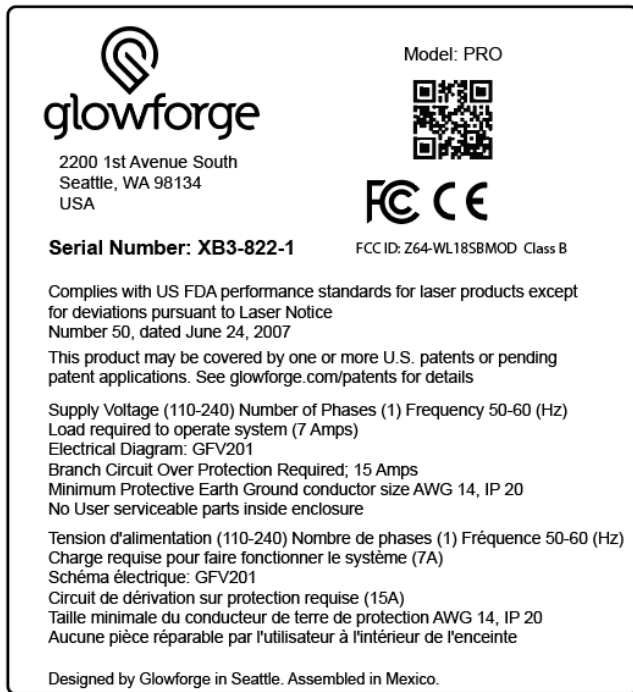 glowforge
2200 1st Avenue South
Seattle, WA 98134
USA
Model: PRO
FC CE
Serial Number: XB3-822-1
FCC ID: Z64-WL18SBMOD Class B
Complies with US FDA performance standards for laser products except
for deviations pursuant to Laser Notice
Number 50, dated June 24, 2007
This product may be covered by one or more U.S. patents or pending
patent applications. See glowforge.com/patents for details
Supply Voltage (110-240) Number of Phases (1) Frequency 50-60 (Hz)
Load required to operate system (7 Amps)
Electrical Diagram: GFV201
Branch Circuit Over Protection Required; 15 Amps
Minimum Protective Earth Ground conductor size AWG 14, IP 20
No User serviceable parts inside enclosure
Tension d'alimentation (110-240) Nombre de phases (1) Fréquence 50-60 (Hz)
Charge requise pour faire fonctionner le système (7A)
Schéma électrique: GFV201
Circuit de dérivation sur protection requise (15A)
Taille minimale du conducteur de terre de protection AWG 14, IP 20
Aucune pièce réparable par l'utilisateur à l'intérieur de l'enceinte
Designed by Glowforge in Seattle. Assembled in Mexico.